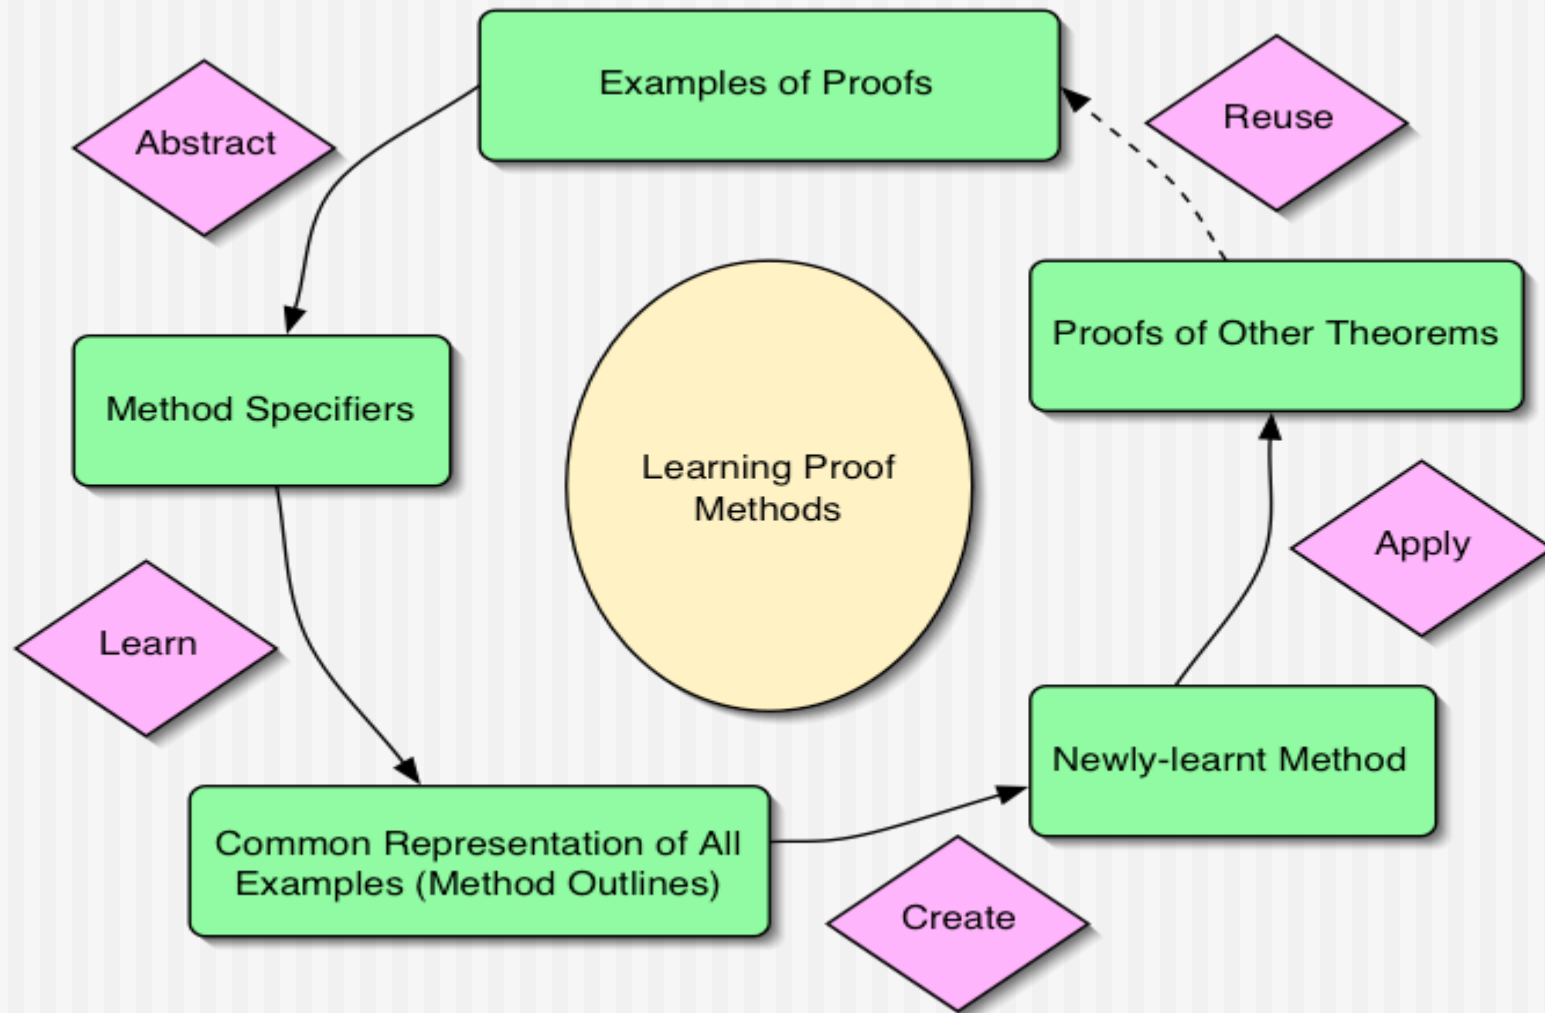 Examples of Proofs
Abstract
Reuse
Proofs of Other Theorems
Method Specifiers
Learning Proof
Methods
Apply
Learn
Newly-learnt Method
Common Representation of All
Examples (Method Outlines)
Create